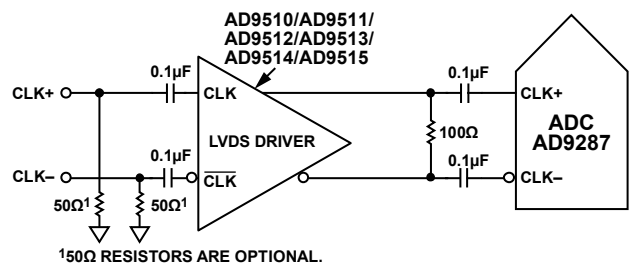 AD9510/AD9511/
AD9512/AD9513/
AD9514/AD9515
0.1µF
CLK+
CLK
0.1µF
CLK+
LVDS DRIVER
100Ω
ADC
AD9287
0.1µF
CLK–
CLK
0.1µF
CLK–
50Ω1
50Ω1
150Ω RESISTORS ARE OPTIONAL.